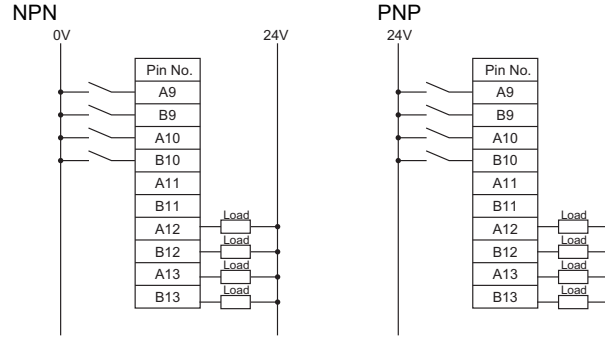 NPN
0V
24V
Pin No.
A9
B9
A10
B10
A11
B11
A12
Load
B12
Load
A13
Load
B13
Load
PNP
24V
Pin No.
A9
B9
A10
B10
A11
B11
A12
Load
B12
Load
A13
Load
B13
Load